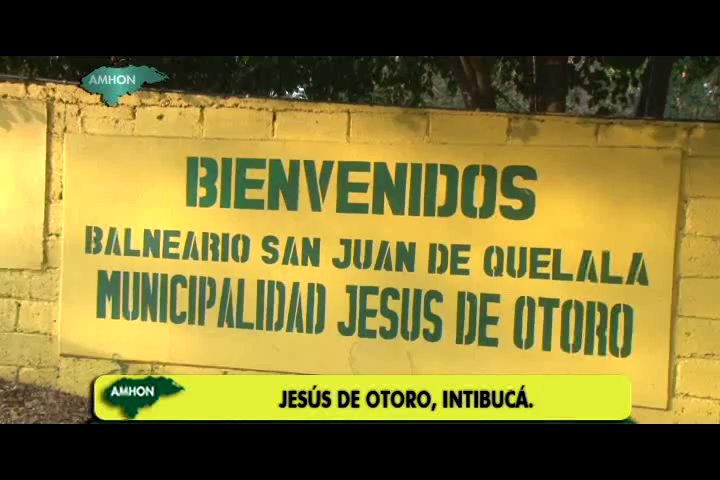 AMHON
BIENVENIDOS
BALNEARIO SAN JUAN DE QUELALA
MUNICIPALIDAD JESUS DE OTORO
AMHON
JESÚS DE OTORO, INTIBUCÁ.